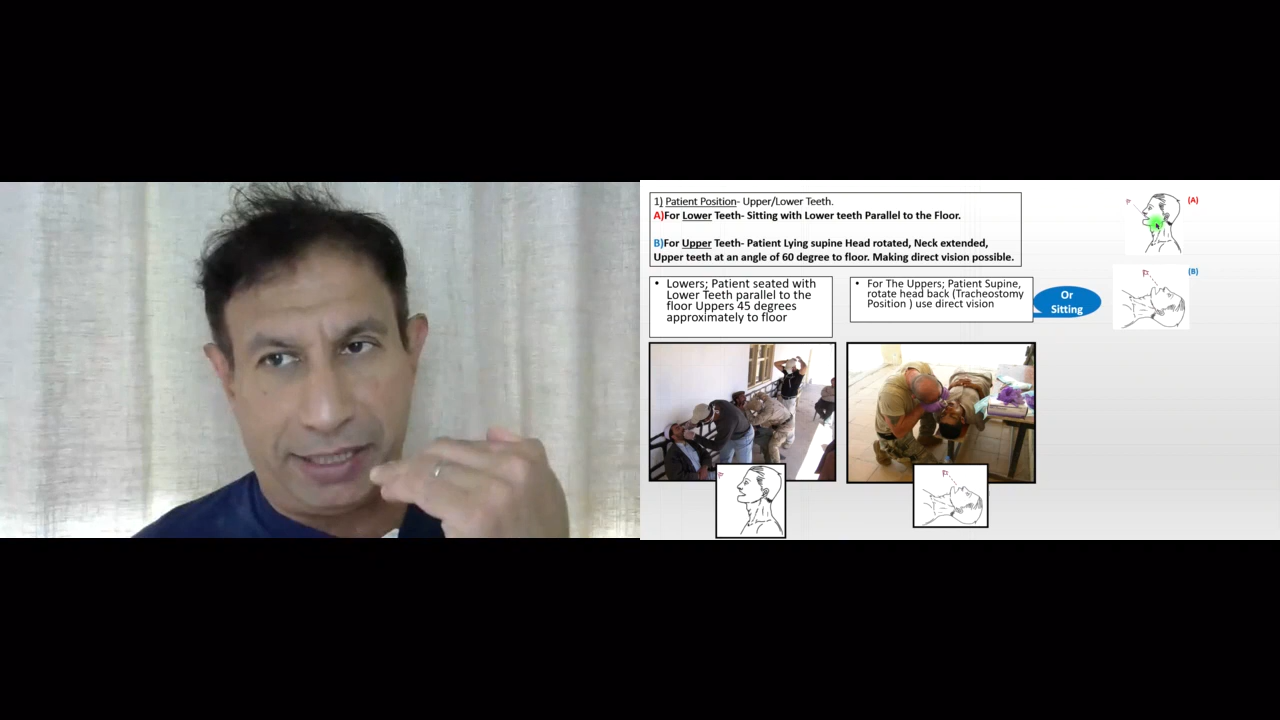 1) Patient Position- Upper/Lower Teeth.
A)For Lower Teeth- Sitting with Lower teeth Parallel to the Floor.
B)For Upper Teeth- Patient Lying supine Head rotated, Neck extended,
Upper teeth at an angle of 60 degree to floor. Making direct vision possible.
• Lowers; Patient seated with
Lower Teeth parallel to the
floor Uppers 45 degrees
approximately to floor
• For The Uppers; Patient Supine,
rotate head back (Tracheostomy
Position ) use direct vision
Or
Sitting
(A)
(B)